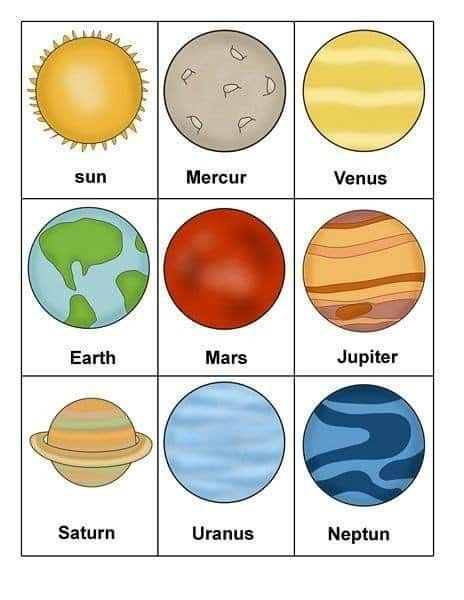 sun
Mercur
Venus
Earth
Mars
Jupiter
Saturn
Uranus
Neptun